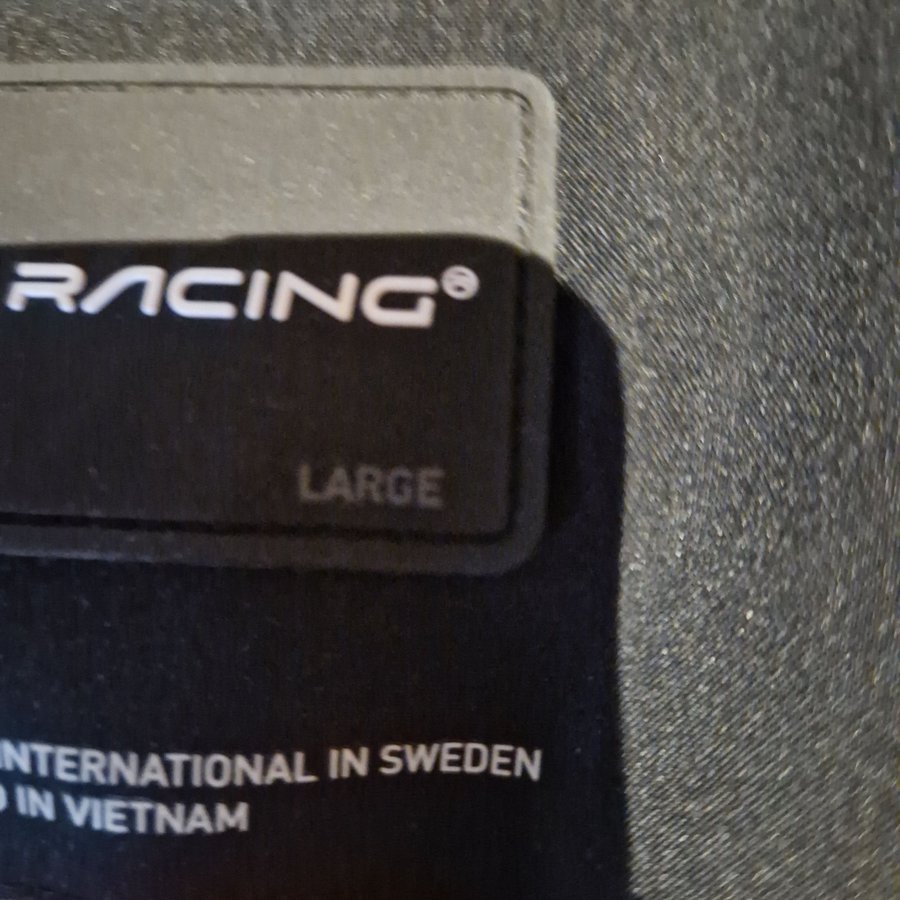 RACING®
LARGE
INTERNATIONAL IN SWEDEN
IN VIETNAM